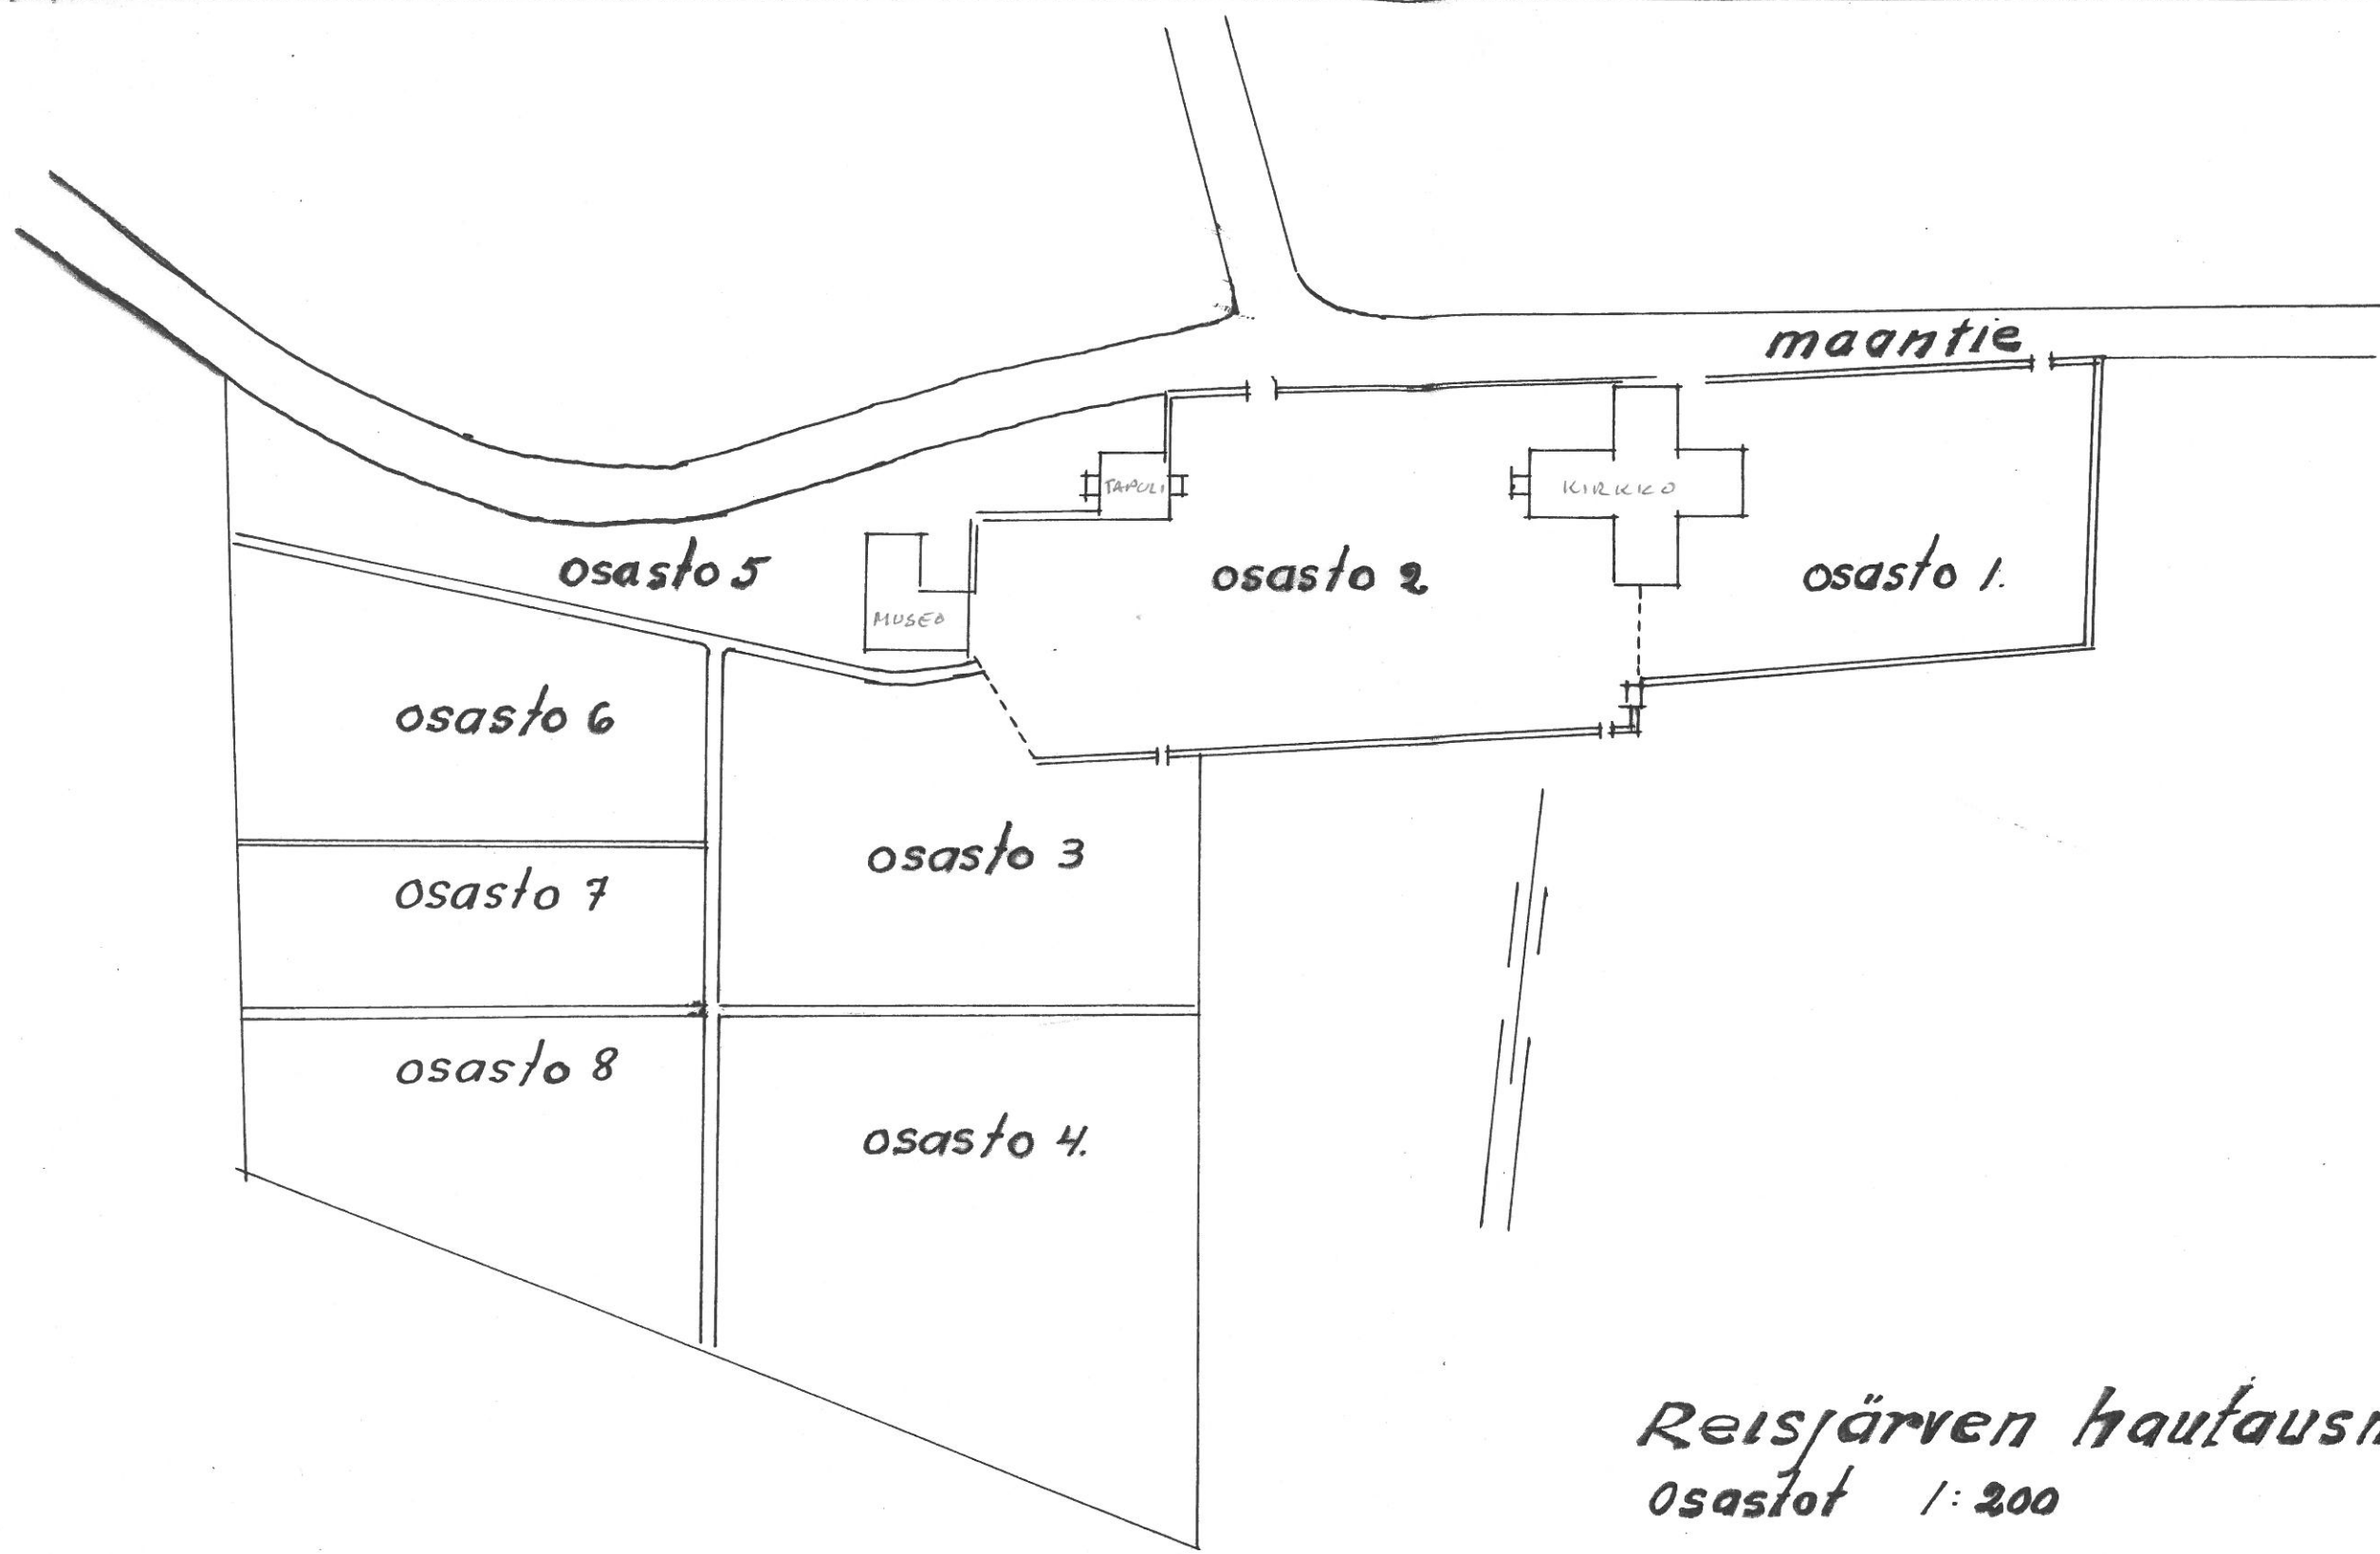 maantie
TAPULI
KIRKKO
osasto 5
osasto 2
osasto 1.
MUSEO
osasto 6
osasto 3
osasto 7
osasto 8
osasto 4.
Reisjärven hautausm
Osastot 1:200